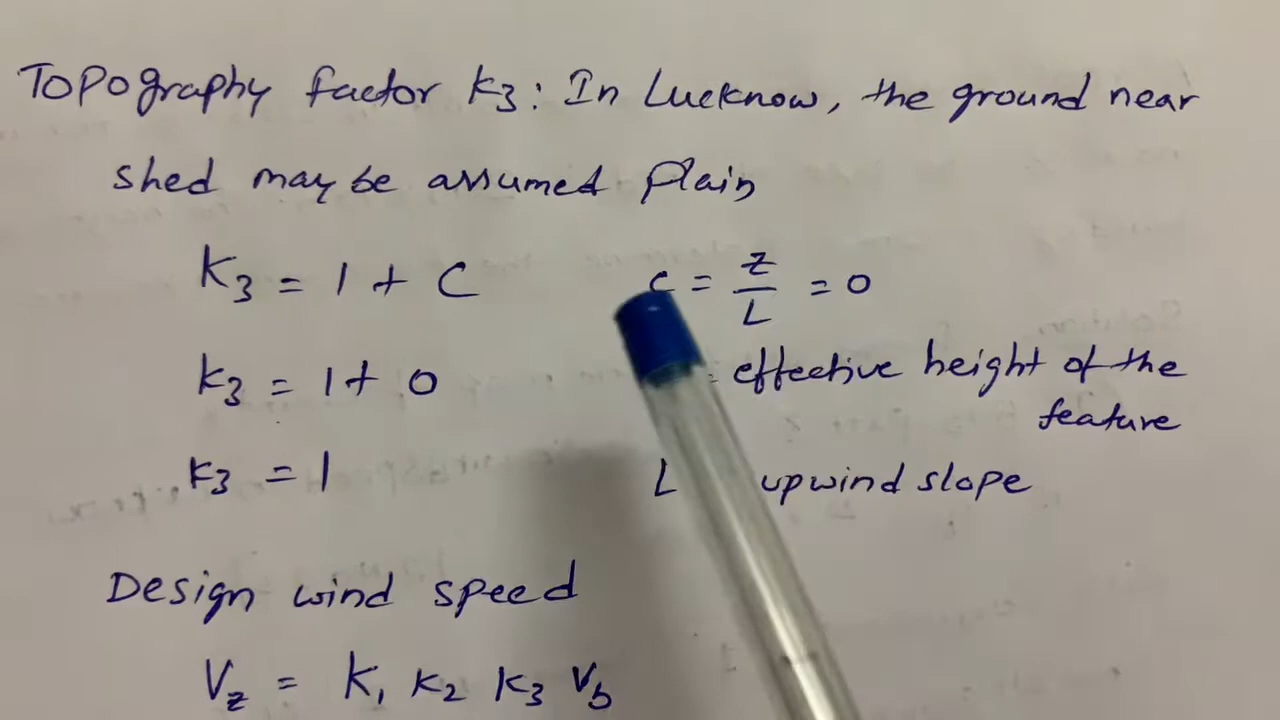 Topography factor k3: In Lucknow, the ground near
shed may be assumed plain
K3 = 1 + C
c = z/L = 0
k3 = 1 + 0
= effective height of the
feature
k3 = 1
L upwind slope
Design wind speed
Vz = K1 K2 K3 Vb